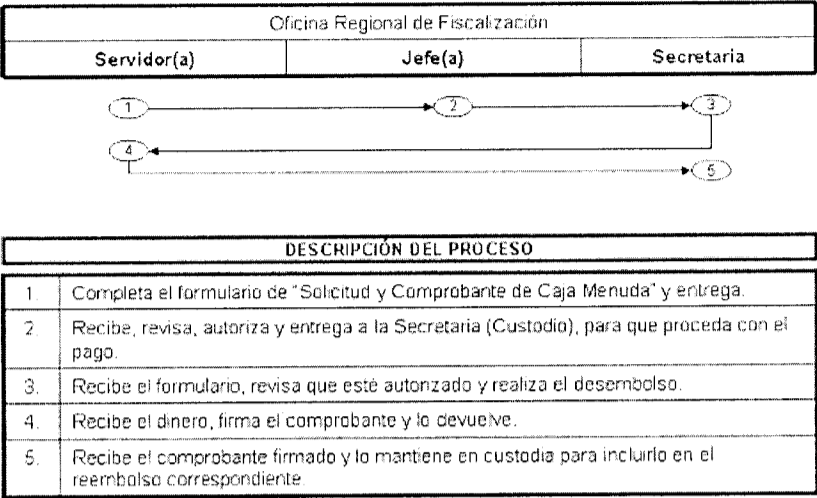 Oficina Regional de Fiscalización
Servidor(a) Jefe(a) Secretaria
1 2 3
4
5
DESCRIPCIÓN DEL PROCESO
1. Completa el formulario de "Solicitud y Comprobante de Caja Menuda" y entrega.
2. Recibe, revisa, autoriza y entrega a la Secretaria (Custodio), para que proceda con el
pago.
3. Recibe el formulario, revisa que esté autorizado y realiza el desembolso.
4. Recibe el dinero, firma el comprobante y lo devuelve.
5. Recibe el comprobante firmado y lo mantiene en custodia para incluirlo en el
reembolso correspondiente.